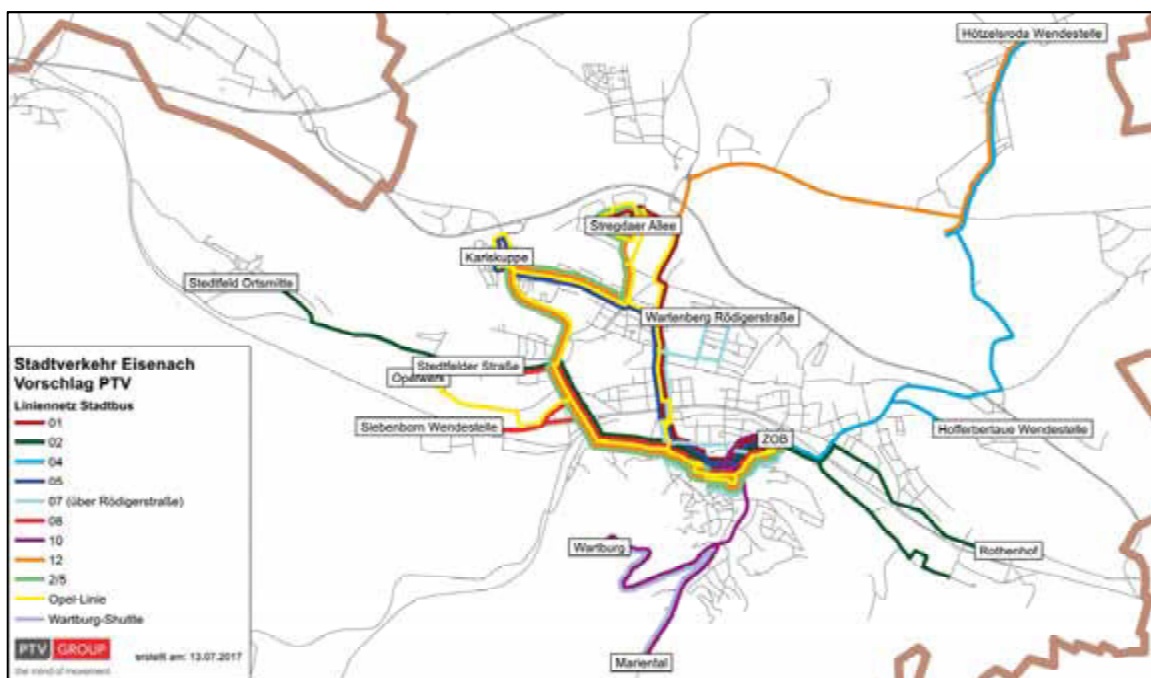 Hötzelsroda Wendestelle
Stregdaer Allee
Karlskuppe
Stedtfeld Ortsmitte
Wartenberg Rödigerstraße
Stedtfelder Straße
Opelwerk
Siebenborn Wendestelle
ZOB
Hofferbertaue Wendestelle
Rothenhof
Wartburg
Mariental
Stadtverkehr Eisenach
Vorschlag PTV
Liniennetz Stadtbus
01
02
04
05
07 (über Rödigerstraße)
08
10
12
2/5
Opel-Linie
Wartburg-Shuttle
PTV GROUP
the mind of movement
erstellt am: 13.07.2017